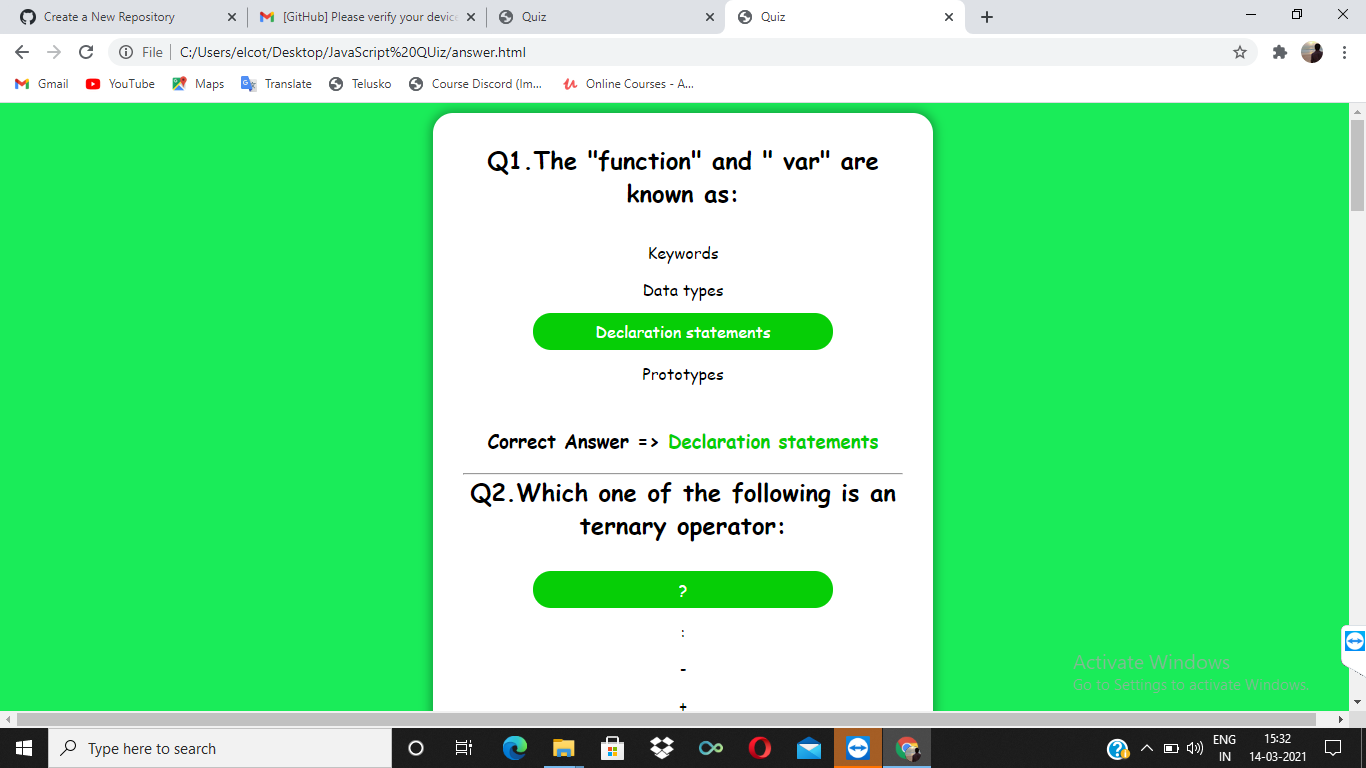 Create a New Repository
[GitHub] Please verify your device
Quiz
Quiz
File
C:/Users/elcot/Desktop/JavaScript%20QUiz/answer.html
Gmail
YouTube
Maps
Translate
Telusko
Course Discord (Im...
Online Courses - A...
Q1.The "function" and " var" are
known as:
Keywords
Data types
Declaration statements
Prototypes
Correct Answer => Declaration statements
Q2.Which one of the following is an
ternary operator:
?
:
-
+
Activate Windows
Go to Settings to activate Windows.
Type here to search
ENG
IN
15:32
14-03-2021